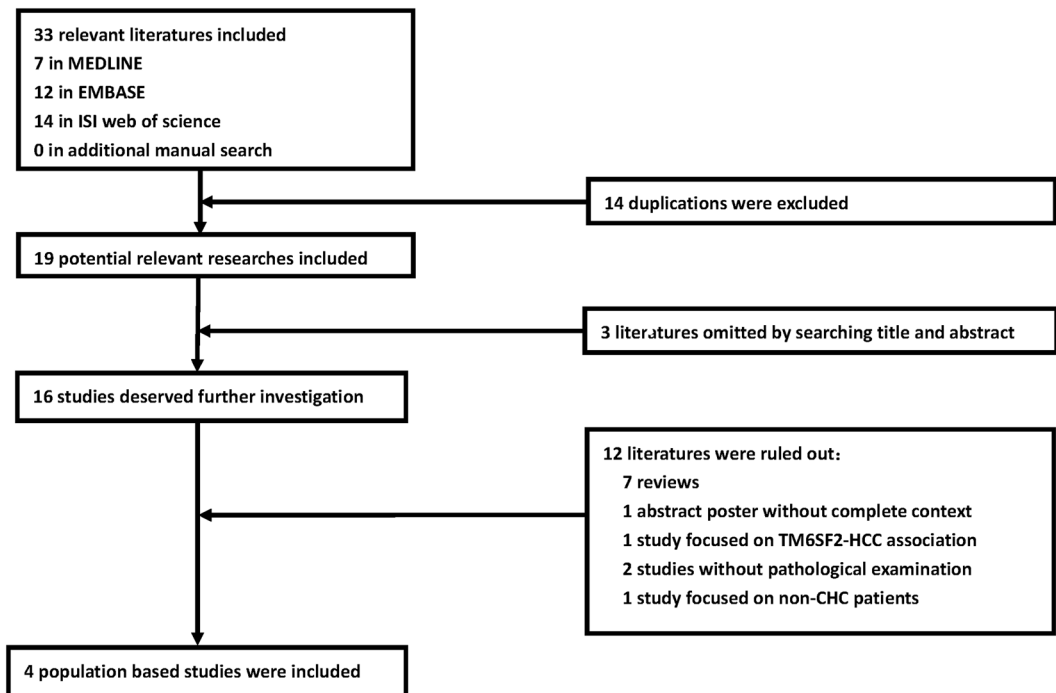 33 relevant literatures included
7 in MEDLINE
12 in EMBASE
14 in ISI web of science
0 in additional manual search
14 duplications were excluded
19 potential relevant researches included
3 literatures omitted by searching title and abstract
16 studies deserved further investigation
12 literatures were ruled out:
7 reviews
1 abstract poster without complete context
1 study focused on TM6SF2-HCC association
2 studies without pathological examination
1 study focused on non-CHC patients
4 population based studies were included